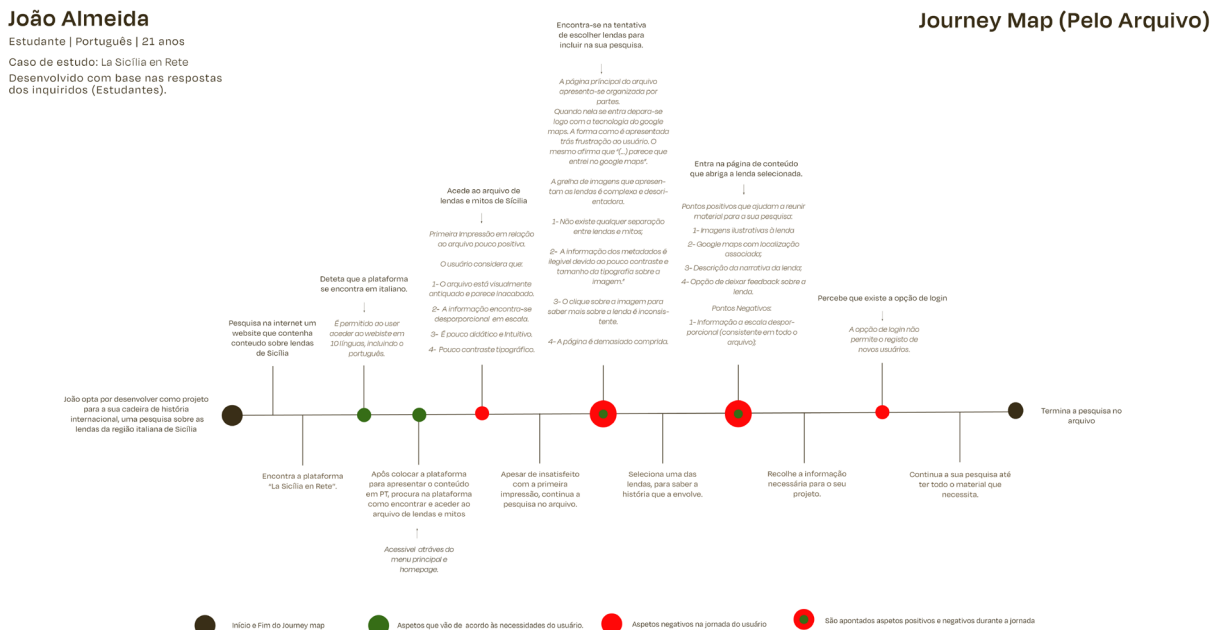 João Almeida
Estudante | Português | 21 anos
Caso de estudo: La Sicília en Rete
Desenvolvido com base nas respostas
dos inquiridos (Estudantes).
Journey Map (Pelo Arquivo)
João opta por desenvolver como projeto
para a sua cadeira de história
internacional, uma pesquisa sobre as
lendas da região italiana de Sicília
Pesquisa na internet um
website que contenha
conteudo sobre lendas
de Sicília
Encontra a plataforma
"La Sicília en Rete".
Deteta que a plataforma
se encontra em italiano.
É permitido ao user
aceder ao webiste em
10 línguas, incluindo o
português.
Após colocar a plataforma
para apresentar o conteúdo
em PT, procura na plataforma
como encontrar e aceder ao
arquivo de lendas e mitos
Acessivel atráves do
menu principal e
homepage.
Acede ao arquivo de
lendas e mitos de Sícilia
Primeira impressão em relação
ao arquivo pouco positiva.
O usuário considera que:
1- O arquivo está visualmente
antiquado e parece inacabado.
2- A informação encontra-se
desporporcional em escala.
3- É pouco didático e Intuitivo.
4- Pouco contraste tipográfico.
Apesar de insatisfeito
com a primeira
impressão, continua a
pesquisa no arquivo.
Encontra-se na tentativa
de escolher lendas para
incluir na sua pesquisa.
A página príncipal do arquivo
apresenta-se organizada por
partes.
Quando nela se entra depara-se
logo com a tecnologia do google
maps. A forma como é apresentada
trás frustração ao usuário. O
mesmo afirma que "(...) parece que
entrei no google maps".
A grelha de imagens que apresen-
tam as lendas é complexo e desori-
entadora.
1- Não existe qualquer separação
entre lendas e mitos;
2- A informação dos metadados é
ilegível devido ao pouco contraste e
tamanho da tipografia sobre a
imagem."
3- O clique sobre a imagem para
saber mais sobre a lenda é inconsis-
tente.
4- A página é demasiado comprida.
Seleciona uma das
lendas, para saber a
história que a envolve.
Entra na página de conteúdo
que abriga a lenda selecionada.
Pontos positivos que ajudam a reunir
material para a sua pesquisa:
1- Imagens ilustrativas à lenda
2- Google maps com localização
associada;
3- Descrição da narrativa da lenda;
4- Opção de deixar feedback sobre a
lenda.
Pontos Negativos:
1- Informação a escala despor-
porcional (consistente em todo o
arquivo);
Recolhe a informação
necessária para o seu
projeto.
Percebe que existe a opção de login
A opção de login não
permite o registo de
novos usuários.
Continua a sua pesquisa até
ter todo o material que
necessita.
Termina a pesquisa no
arquivo
Início e Fim do Journey map
Aspetos que vão de acordo às necessidades do usuário.
Aspetos negativos na jornada do usuário
São apontados aspetos positivos e negativos durante a jornada